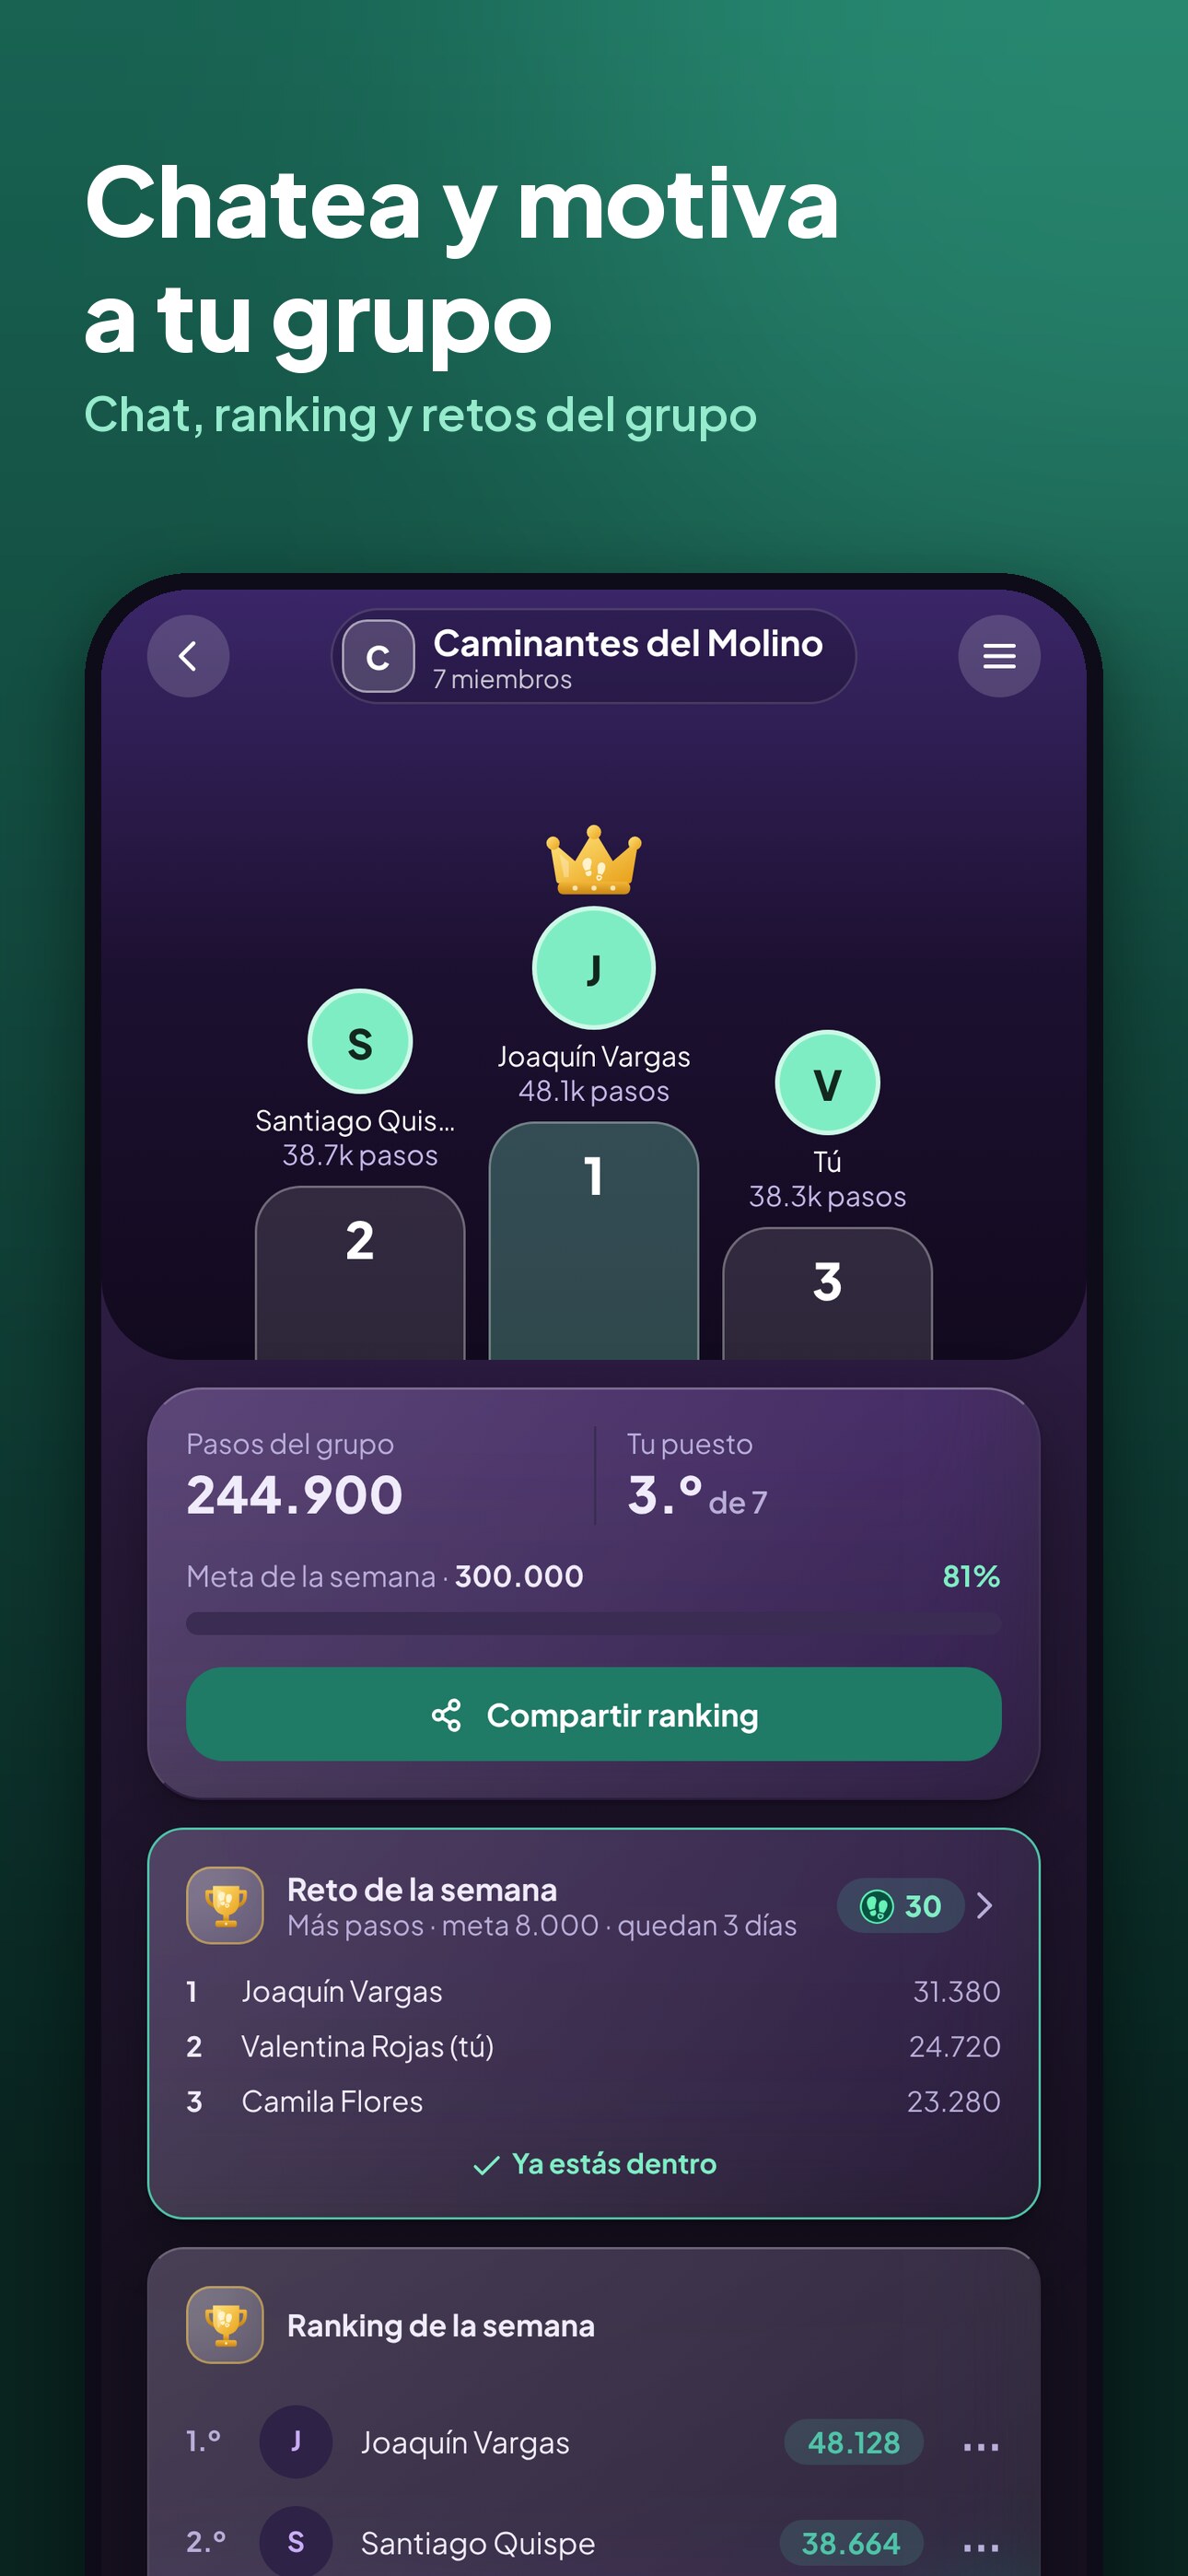 Chatea y motiva
a tu grupo
Chat, ranking y retos del grupo
C
Caminantes del Molino
7 miembros
J
Joaquín Vargas
48.1k pasos
S
Santiago Quis...
38.7k pasos
V
Tú
38.3k pasos
1
2
3
Pasos del grupo
244.900
Tu puesto
3.º de 7
Meta de la semana · 300.000
81%
Compartir ranking
Reto de la semana
Más pasos · meta 8.000 · quedan 3 días
30
1 Joaquín Vargas 31.380
2 Valentina Rojas (tú) 24.720
3 Camila Flores 23.280
Ya estás dentro
Ranking de la semana
1.º J Joaquín Vargas 48.128 ...
2.º S Santiago Quispe 38.664 ...